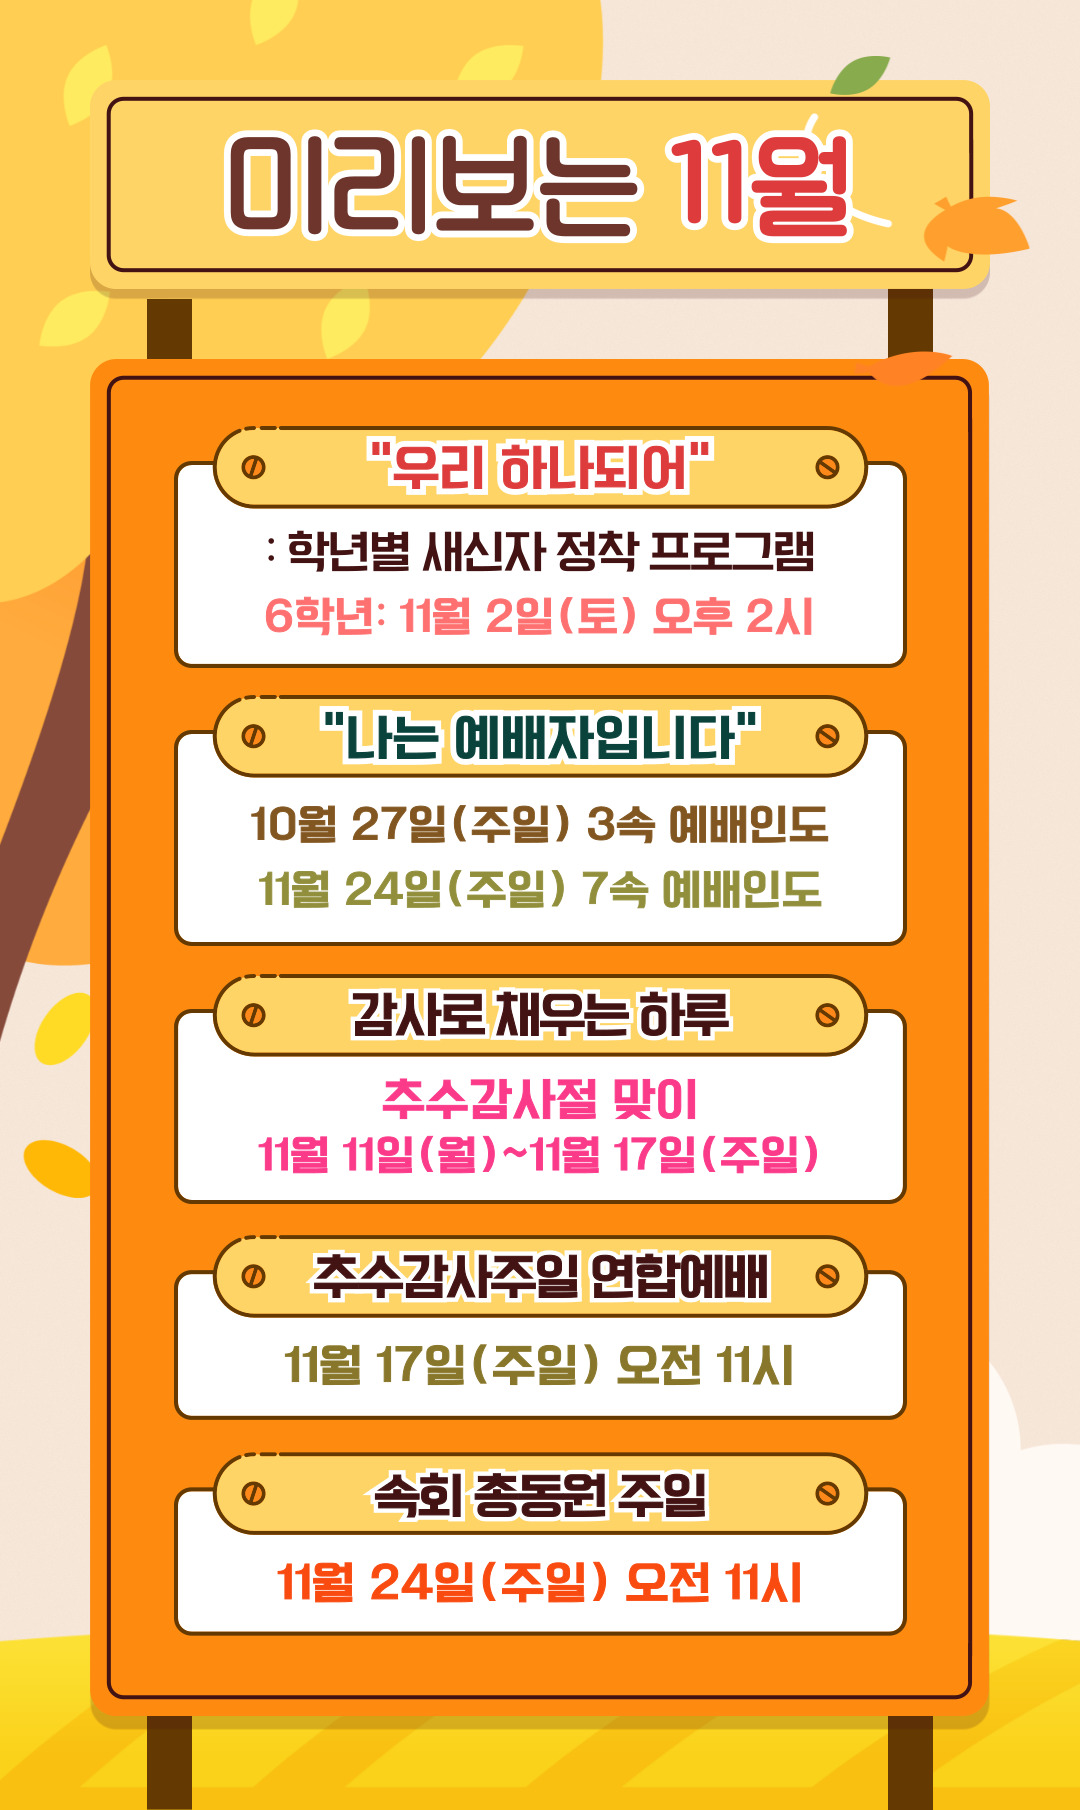 미리보는 11월
"우리 하나되어"
: 학년별 새신자 정착 프로그램
6학년: 11월 2일(토) 오후 2시
"나는 예배자입니다"
10월 27일(주일) 3속 예배인도
11월 24일(주일) 7속 예배인도
감사로 채우는 하루
추수감사절 맞이
11월 11일(월)~11월 17일(주일)
추수감사주일 연합예배
11월 17일(주일) 오전 11시
속회 총동원 주일
11월 24일(주일) 오전 11시